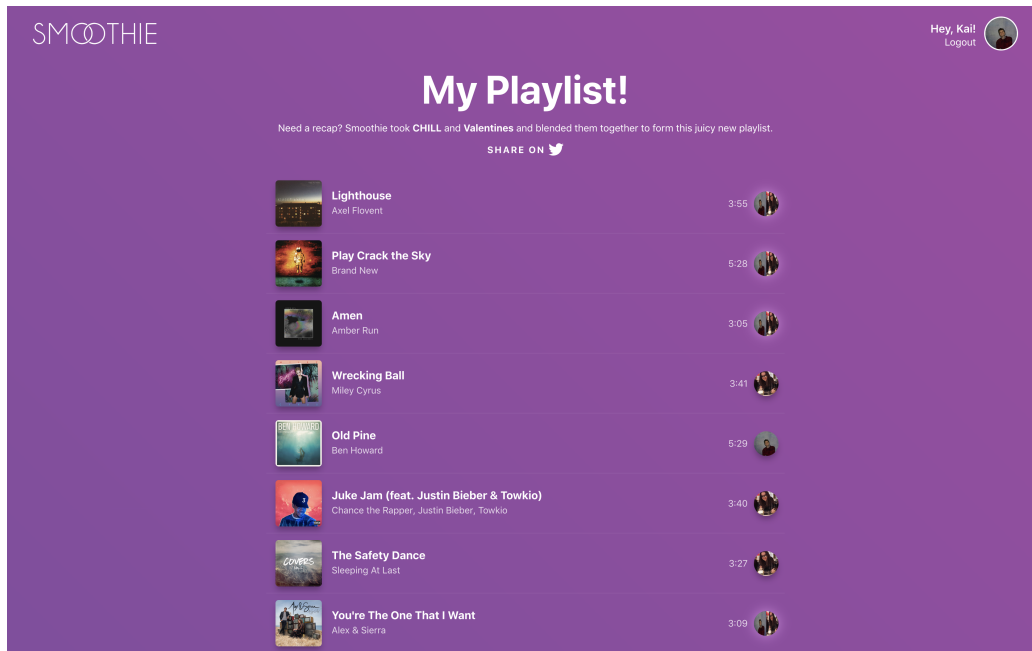 SMOOTHIE
Hey, Kai!
Logout
My Playlist!
Need a recap? Smoothie took CHILL and Valentines and blended them together to form this juicy new playlist.
SHARE ON
Lighthouse
Axel Flovent
3:55
Play Crack the Sky
Brand New
5:28
Amen
Amber Run
3:05
Wrecking Ball
Miley Cyrus
3:41
BEN HOWARD
Old Pine
Ben Howard
5:29
Juke Jam (feat. Justin Bieber & Towkio)
Chance the Rapper, Justin Bieber, Towkio
3:40
COVERS
The Safety Dance
Sleeping At Last
3:27
You're The One That I Want
Alex & Sierra
3:09